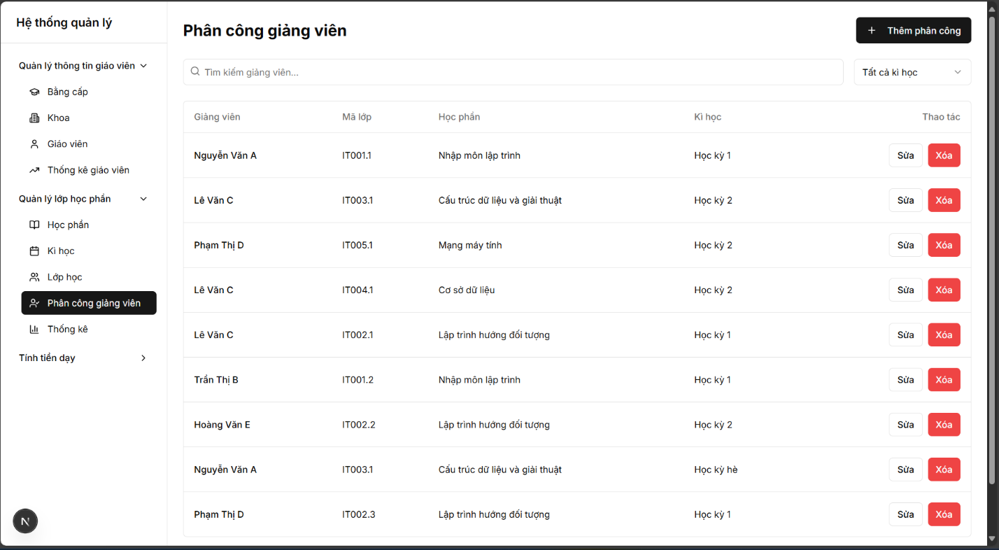 Hệ thống quản lý
Quản lý thông tin giáo viên
Bằng cấp
Khoa
Giáo viên
Thống kê giáo viên
Quản lý lớp học phần
Học phần
Kì học
Lớp học
Phân công giảng viên
Thống kê
Tính tiền dạy
N
Phân công giảng viên
+ Thêm phân công
Tìm kiếm giảng viên...
Tất cả kì học
Giảng viên Mã lớp Học phần Kì học Thao tác
Nguyễn Văn A IT001.1 Nhập môn lập trình Học kỳ 1 Sửa Xóa
Lê Văn C IT003.1 Cấu trúc dữ liệu và giải thuật Học kỳ 2 Sửa Xóa
Phạm Thị D IT005.1 Mạng máy tính Học kỳ 2 Sửa Xóa
Lê Văn C IT004.1 Cơ sở dữ liệu Học kỳ 2 Sửa Xóa
Lê Văn C IT002.1 Lập trình hướng đối tượng Học kỳ 1 Sửa Xóa
Trần Thị B IT001.2 Nhập môn lập trình Học kỳ 1 Sửa Xóa
Hoàng Văn E IT002.2 Lập trình hướng đối tượng Học kỳ 2 Sửa Xóa
Nguyễn Văn A IT003.1 Cấu trúc dữ liệu và giải thuật Học kỳ hè Sửa Xóa
Phạm Thị D IT002.3 Lập trình hướng đối tượng Học kỳ 1 Sửa Xóa